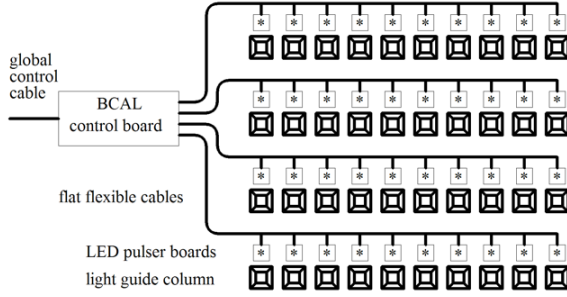 global
control
cable
BCAL
control board
flat flexible cables
LED pulser boards
light guide column